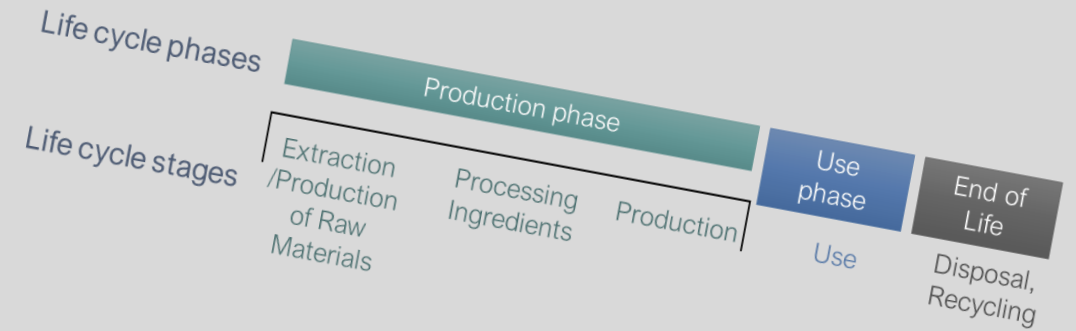 Life cycle phases
Production phase
Use
phase
End of
Life
Life cycle stages
Extraction
/Production
of Raw
Materials
Processing
Ingredients
Production
Use
Disposal,
Recycling